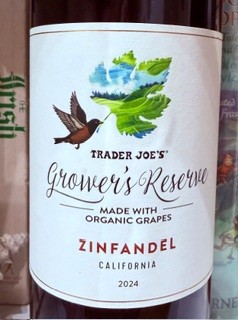 TRADER JOE'S®
Grower's Reserve
MADE WITH
ORGANIC GRAPES
ZINFANDEL
CALIFORNIA
2024